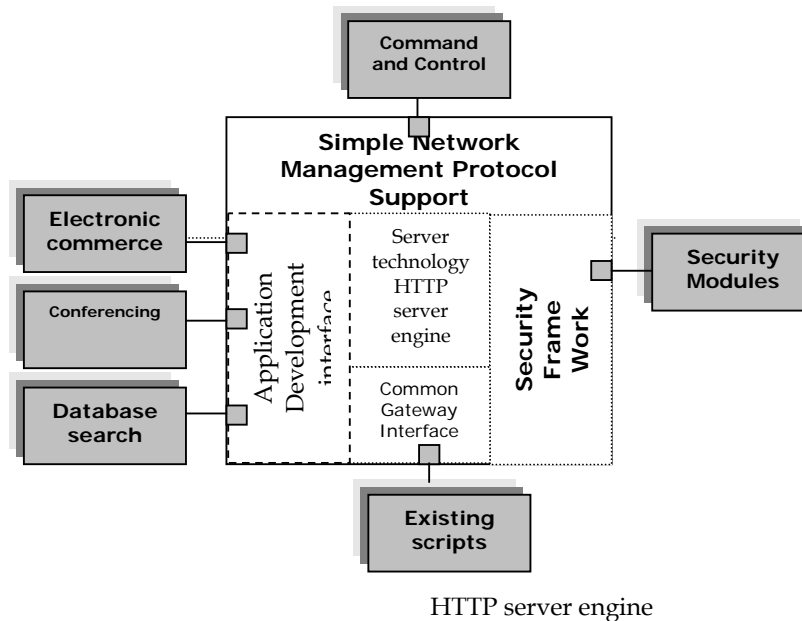 Command
and Control
Simple Network
Management Protocol
Support
Electronic
commerce
Conferencing
Database
search
Application
Development
interface
Server
technology
HTTP
server
engine
Common
Gateway
Interface
Security
Frame
Work
Security
Modules
Existing
scripts
HTTP server engine